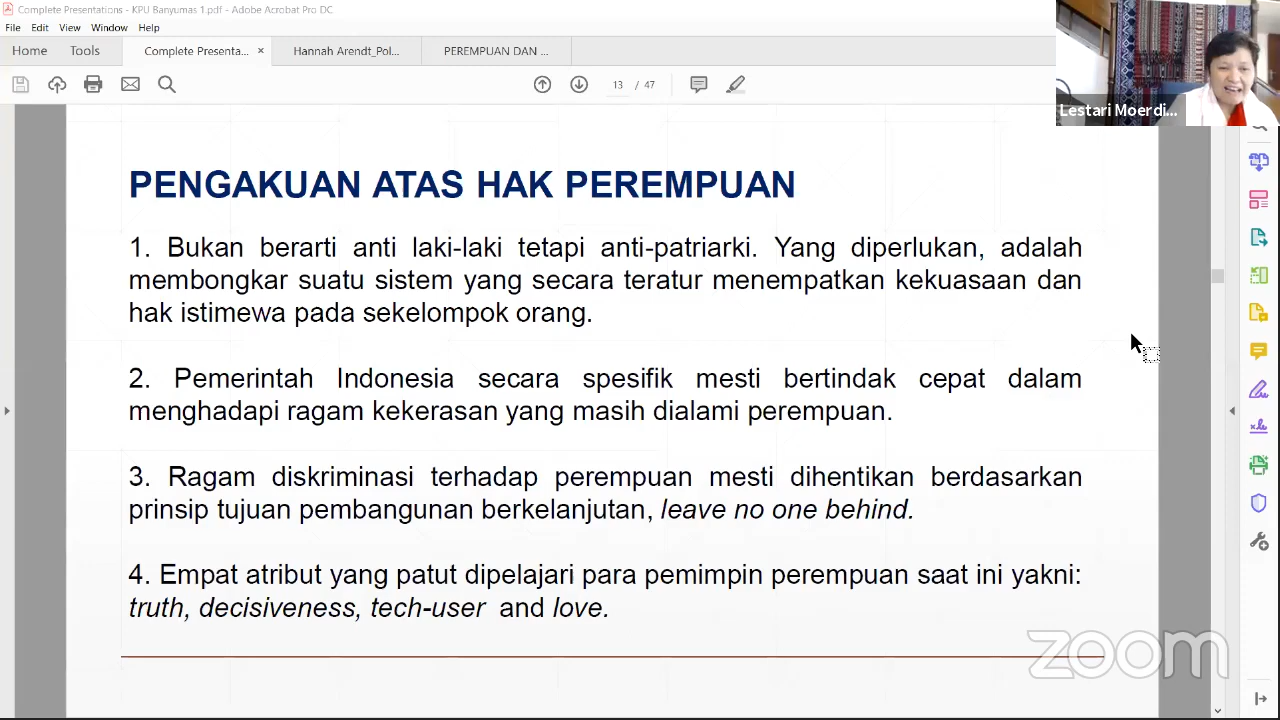 Complete Presentations - KPU Banyumas 1.pdf - Adobe Acrobat Pro DC
File Edit View Window Help
Home Tools Complete Presenta... × Hannah Arendt_Pol... PEREMPUAN DAN ...
13 / 47
Lestari Moerdi...
PENGAKUAN ATAS HAK PEREMPUAN
1. Bukan berarti anti laki-laki tetapi anti-patriarki. Yang diperlukan, adalah
membongkar suatu sistem yang secara teratur menempatkan kekuasaan dan
hak istimewa pada sekelompok orang.
2. Pemerintah Indonesia secara spesifik mesti bertindak cepat dalam
menghadapi ragam kekerasan yang masih dialami perempuan.
3. Ragam diskriminasi terhadap perempuan mesti dihentikan berdasarkan
prinsip tujuan pembangunan berkelanjutan, leave no one behind.
4. Empat atribut yang patut dipelajari para pemimpin perempuan saat ini yakni:
truth, decisiveness, tech-user and love.
zoom